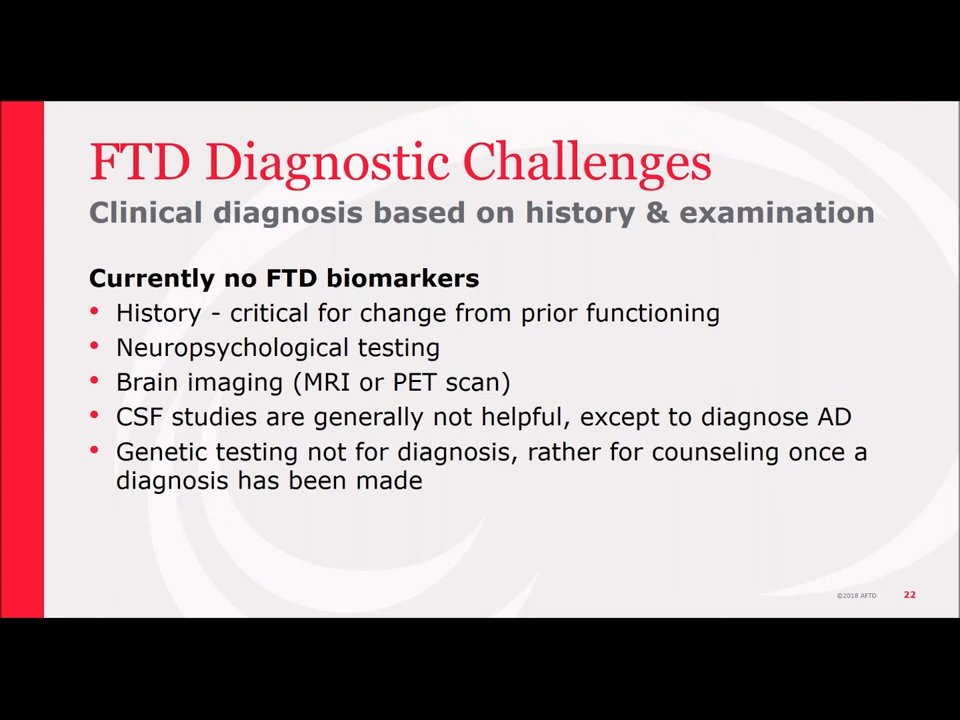 FTD Diagnostic Challenges
Clinical diagnosis based on history & examination
Currently no FTD biomarkers
• History - critical for change from prior functioning
• Neuropsychological testing
• Brain imaging (MRI or PET scan)
• CSF studies are generally not helpful, except to diagnose AD
• Genetic testing not for diagnosis, rather for counseling once a
diagnosis has been made
©2018 AFTD 22